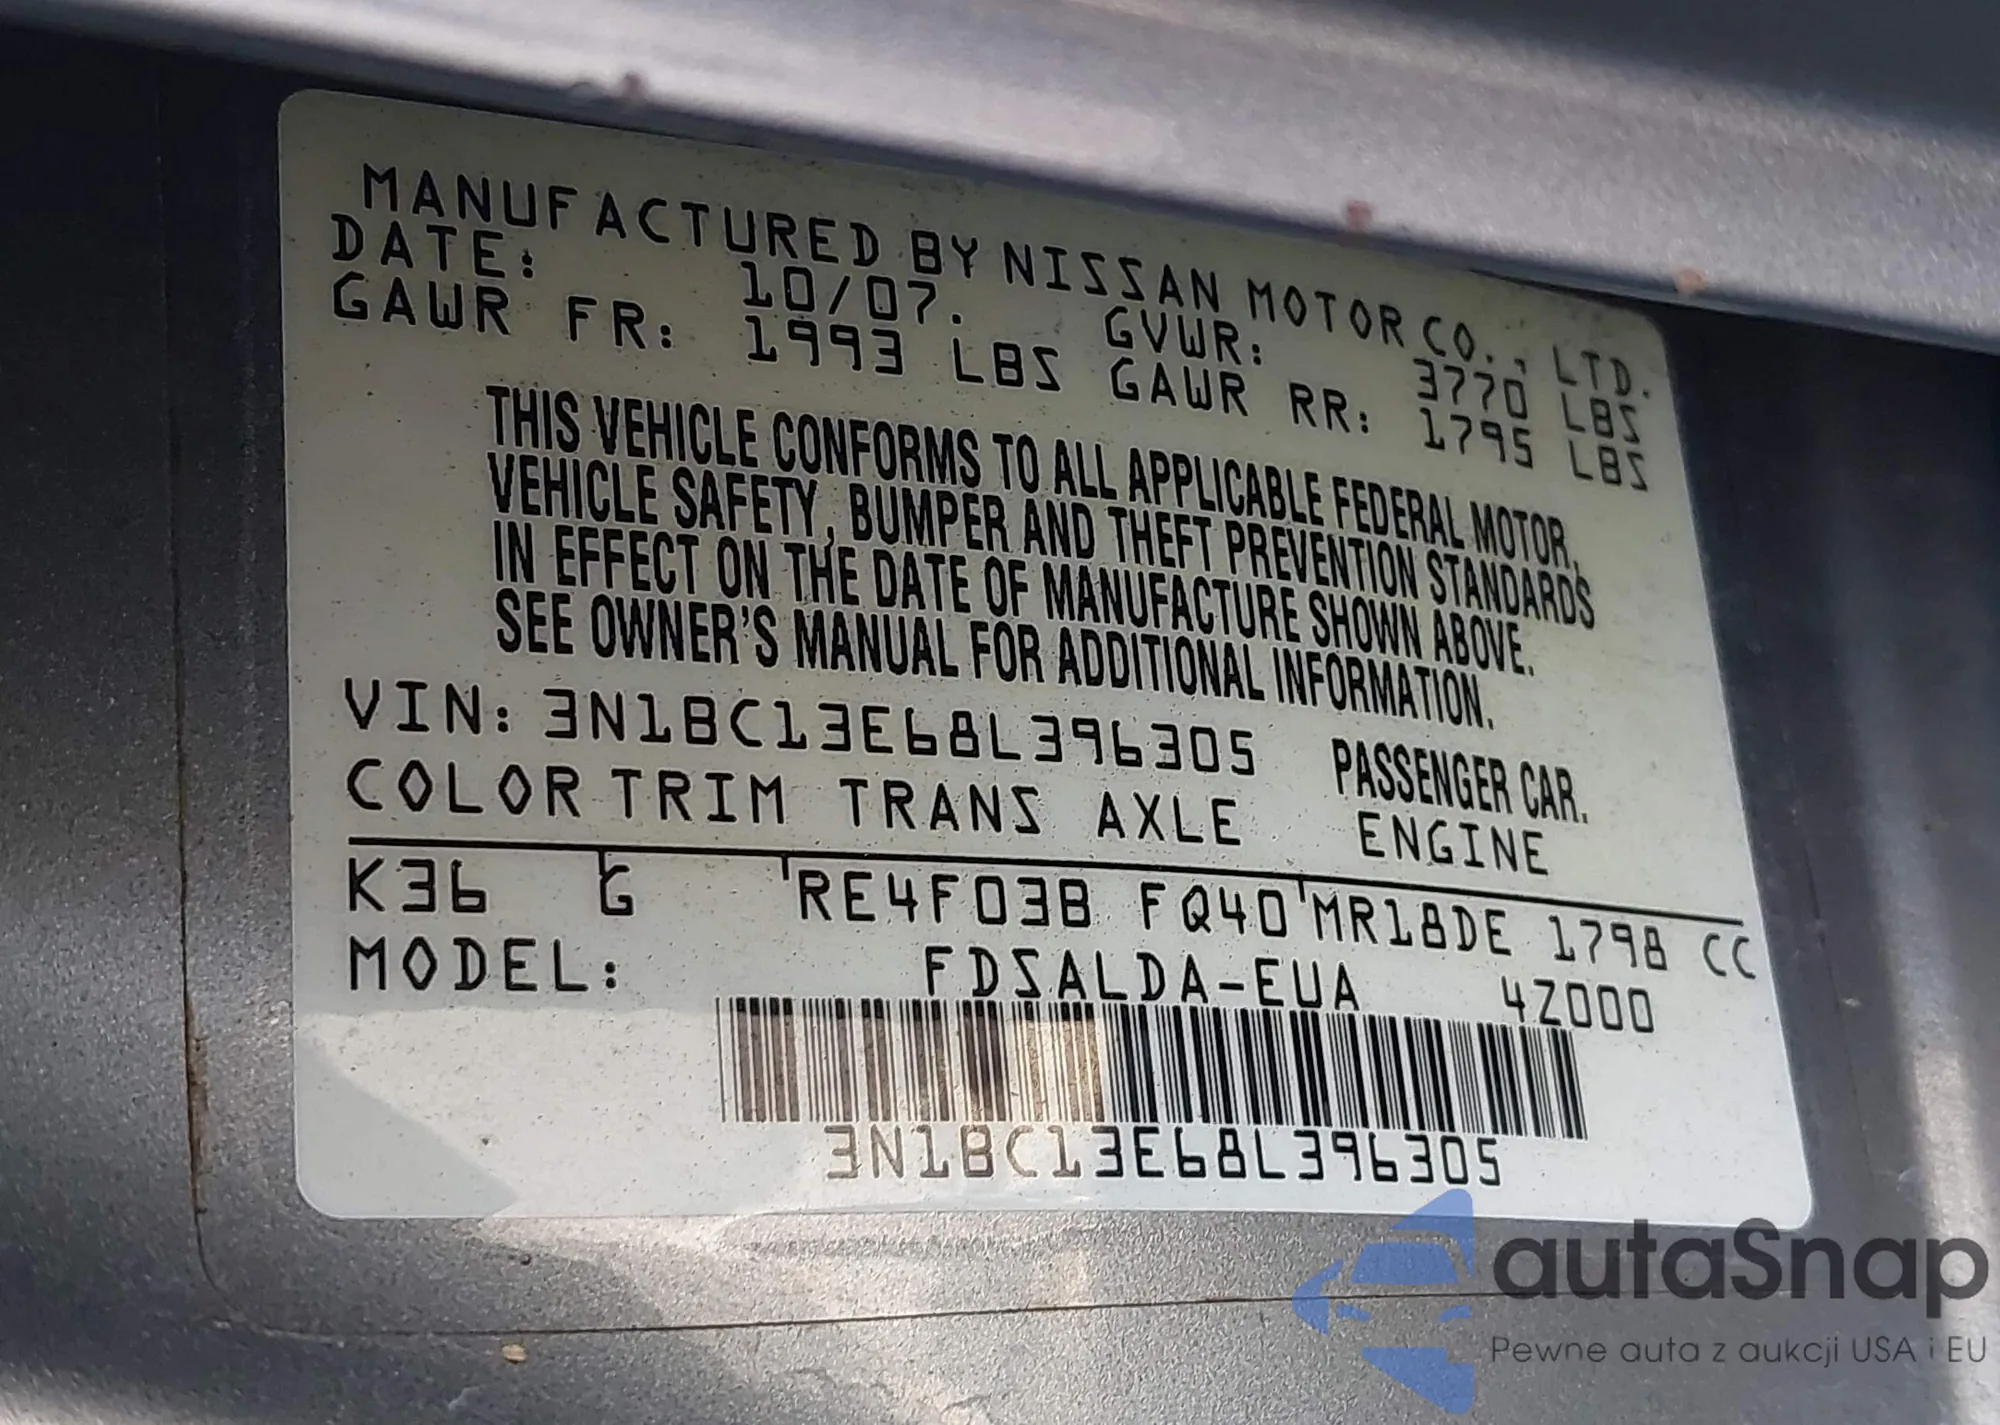 MANUFACTURED BY NISSAN MOTOR CO., LTD.
DATE: 10/07. GVWR: 3770 LBS
GAWR FR: 1993 LBS GAWR RR: 1795 LBS
THIS VEHICLE CONFORMS TO ALL APPLICABLE FEDERAL MOTOR,
VEHICLE SAFETY, BUMPER AND THEFT PREVENTION STANDARDS
IN EFFECT ON THE DATE OF MANUFACTURE SHOWN ABOVE.
SEE OWNER'S MANUAL FOR ADDITIONAL INFORMATION.
VIN: 3N1BC13E68L396305 PASSENGER CAR.
COLOR TRIM TRANS AXLE ENGINE
K36 G RE4F03B FQ40 MR18DE 1798 CC
MODEL: FDSALDA-EUA 4Z000
3N1BC13E68L396305
autaSnap
Pewne auta z aukcji USA i EU